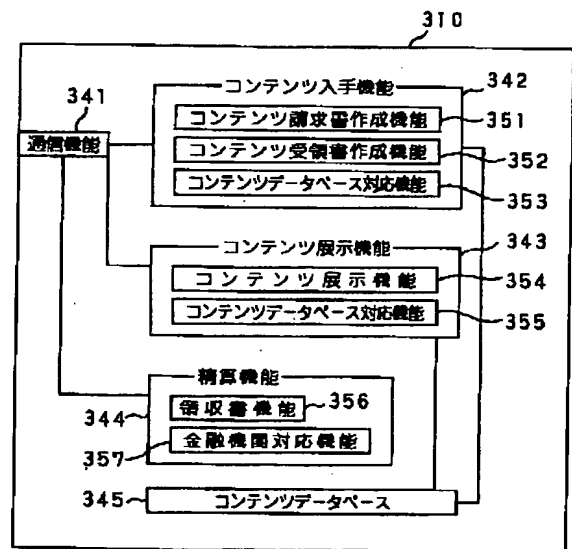 310
コンテンツ入手機能
342
341
コンテンツ請求書作成機能
351
通信機能
コンテンツ受領書作成機能
352
コンテンツデータベース対応機能
353
コンテンツ展示機能
343
コンテンツ展示機能
354
コンテンツデータベース対応機能
355
精算機能
344
領収書機能
356
357
金融機関対応機能
345
コンテンツデータベース